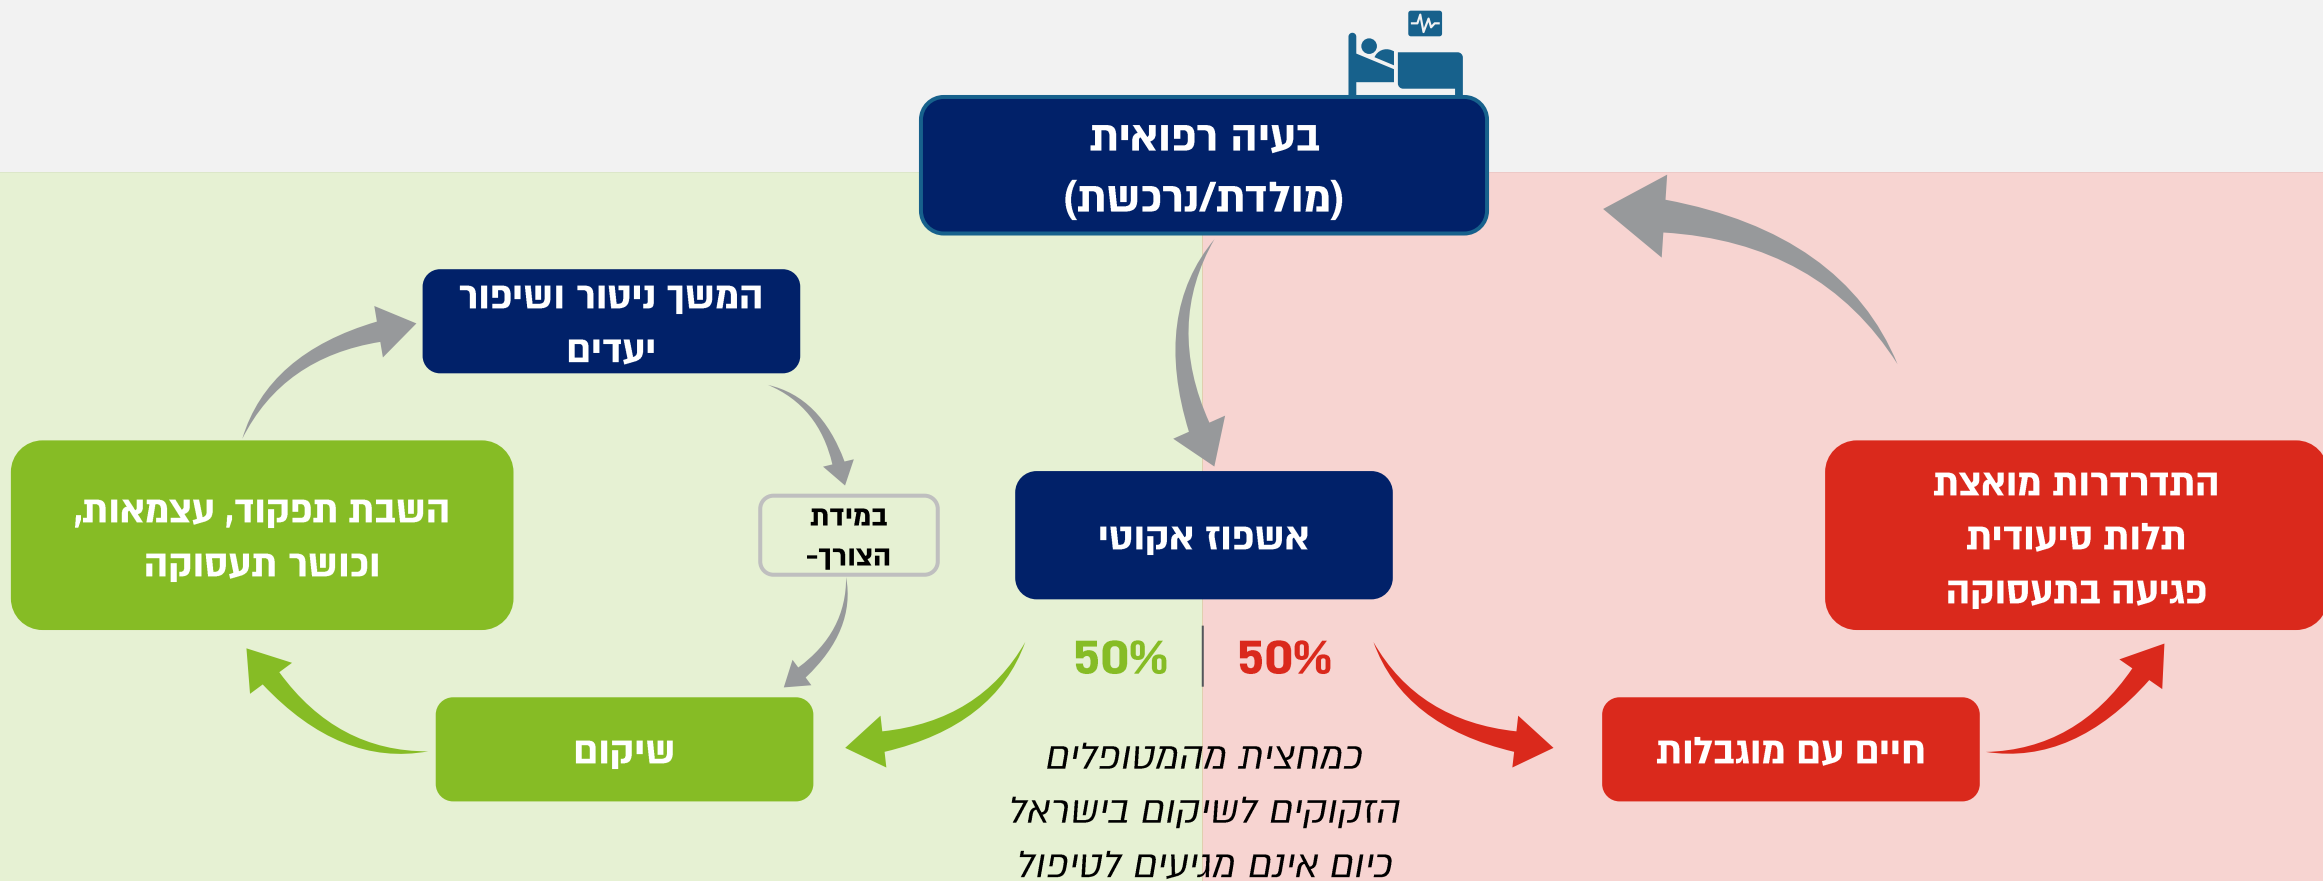 בעיה רפואית
(מולדת/נרכשת)
המשך ניטור ושיפור
יעדים
התדרדרות מואצת
תלות סיעודית
פגיעה בתעסוקה
אשפוז אקוטי
במידת
הצורך-
השבת תפקוד, עצמאות,
וכושר תעסוקה
50%
50%
חיים עם מוגבלות
שיקום
כמחצית מהמטופלים
הזקוקים לשיקום בישראל
כיום אינם מגיעים לטיפול